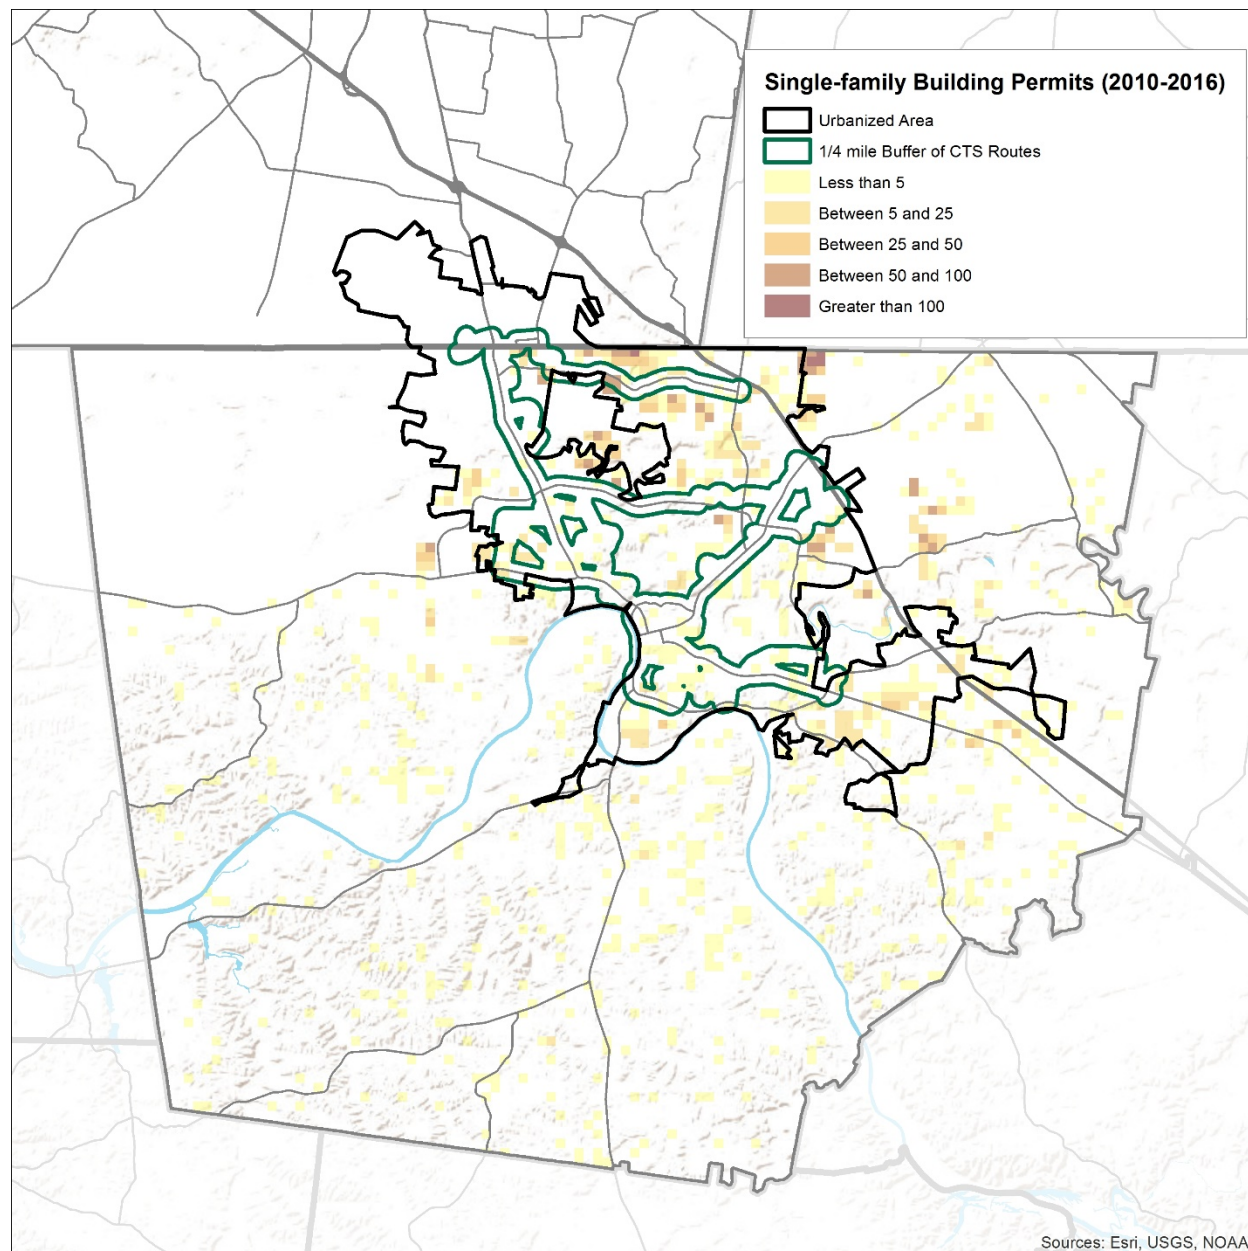 Single-family Building Permits (2010-2016)
Urbanized Area
1/4 mile Buffer of CTS Routes
Less than 5
Between 5 and 25
Between 25 and 50
Between 50 and 100
Greater than 100
Sources: Esri, USGS, NOAA